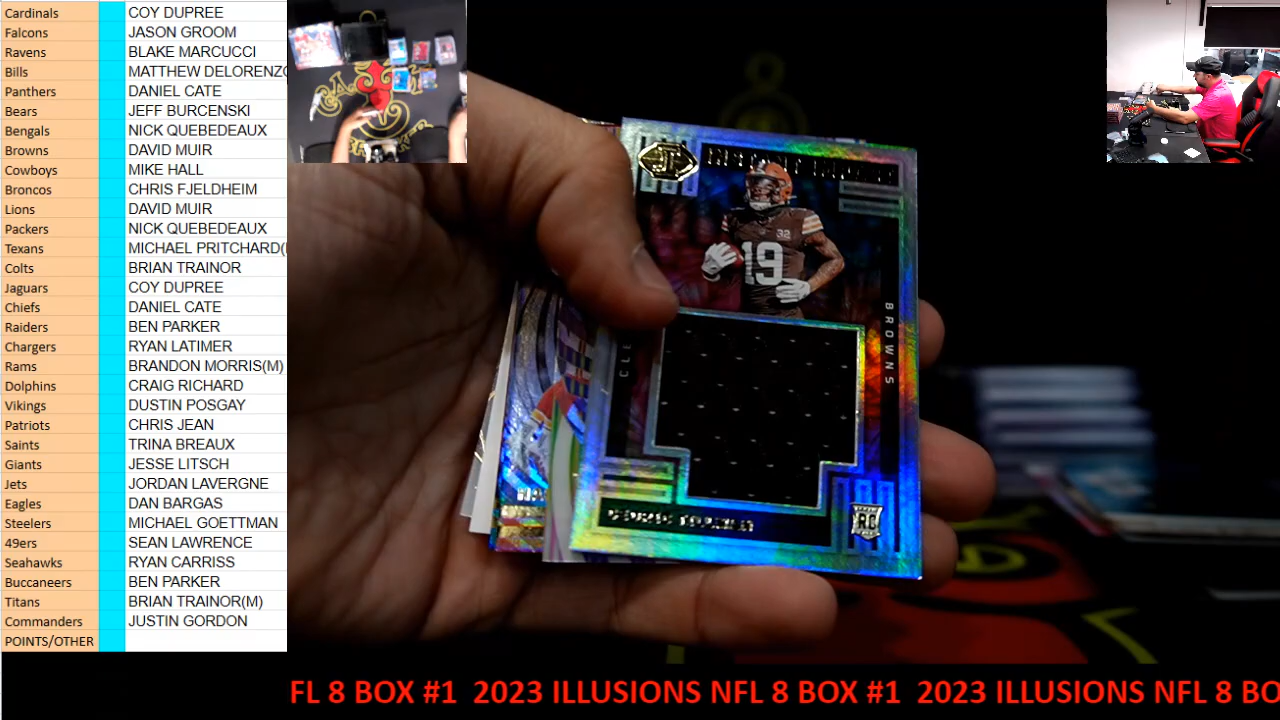 Cardinals COY DUPREE
Falcons JASON GROOM
Ravens BLAKE MARCUCCI
Bills MATTHEW DELORENZO
Panthers DANIEL CATE
Bears JEFF BURCENSKI
Bengals NICK QUEBEDEAUX
Browns DAVID MUIR
Cowboys MIKE HALL
Broncos CHRIS FJELDHEIM
Lions DAVID MUIR
Packers NICK QUEBEDEAUX
Texans MICHAEL PRITCHARD(
Colts BRIAN TRAINOR
Jaguars COY DUPREE
Chiefs DANIEL CATE
Raiders BEN PARKER
Chargers RYAN LATIMER
Rams BRANDON MORRIS(M)
Dolphins CRAIG RICHARD
Vikings DUSTIN POSGAY
Patriots CHRIS JEAN
Saints TRINA BREAUX
Giants JESSE LITSCH
Jets JORDAN LAVERGNE
Eagles DAN BARGAS
Steelers MICHAEL GOETTMAN
49ers SEAN LAWRENCE
Seahawks RYAN CARRISS
Buccaneers BEN PARKER
Titans BRIAN TRAINOR(M)
Commanders JUSTIN GORDON
POINTS/OTHER
32
19
CLE
BROWNS
RC
FL 8 BOX #1 2023 ILLUSIONS NFL 8 BOX #1 2023 ILLUSIONS NFL 8 BO